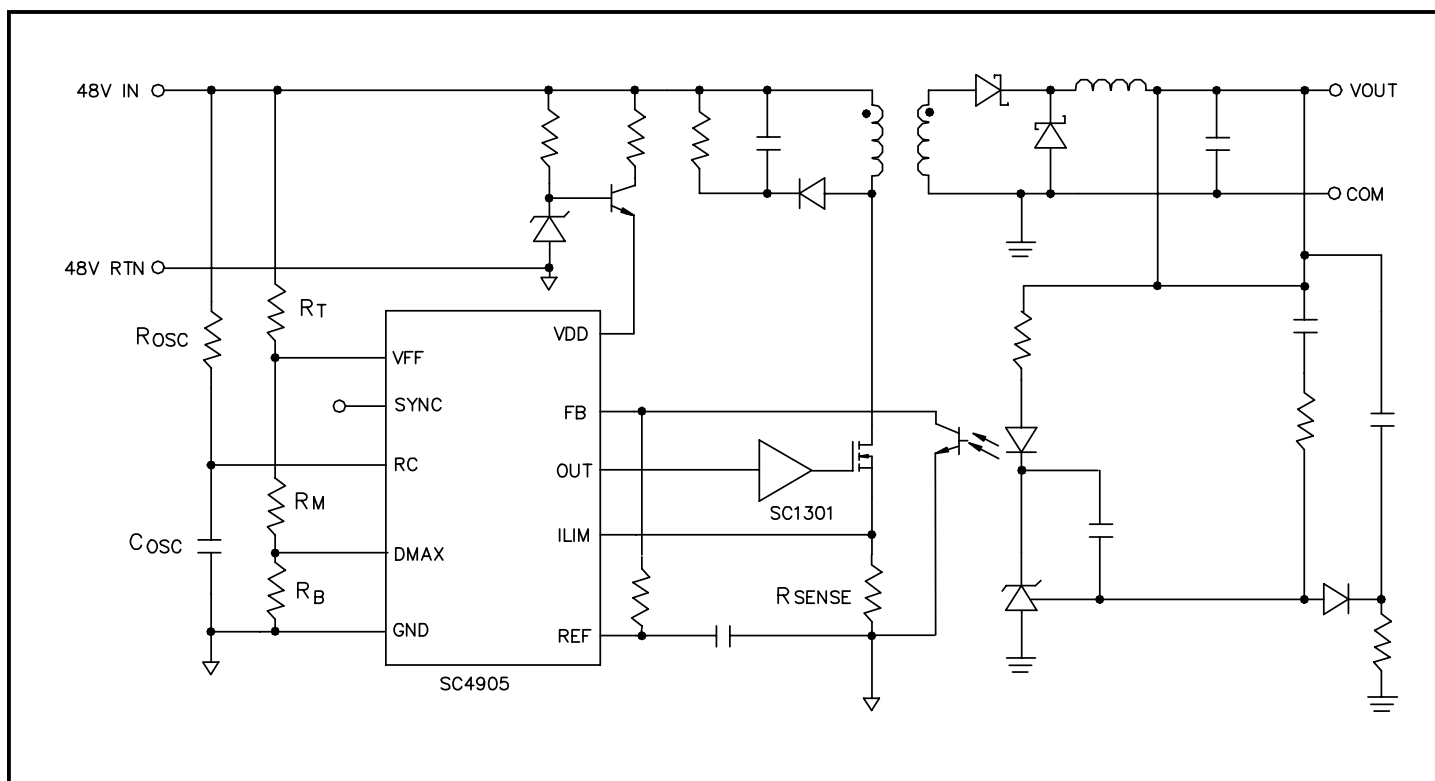 48V IN
VOUT
COM
48V RTN
RT
ROSC
VDD
VFF
SYNC
FB
RC
OUT
RM
SC1301
COSC
ILIM
DMAX
RB
RSENSE
GND
REF
SC4905